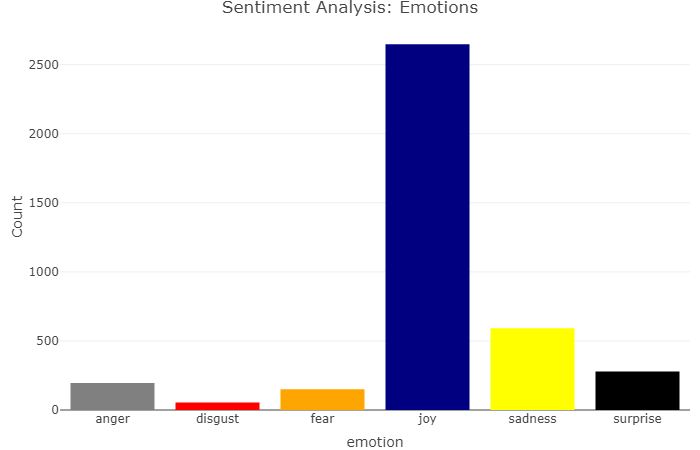 Sentiment Analysis: Emotions
2500
2000
1500
1000
500
0
Count
anger disgust fear joy sadness surprise
emotion